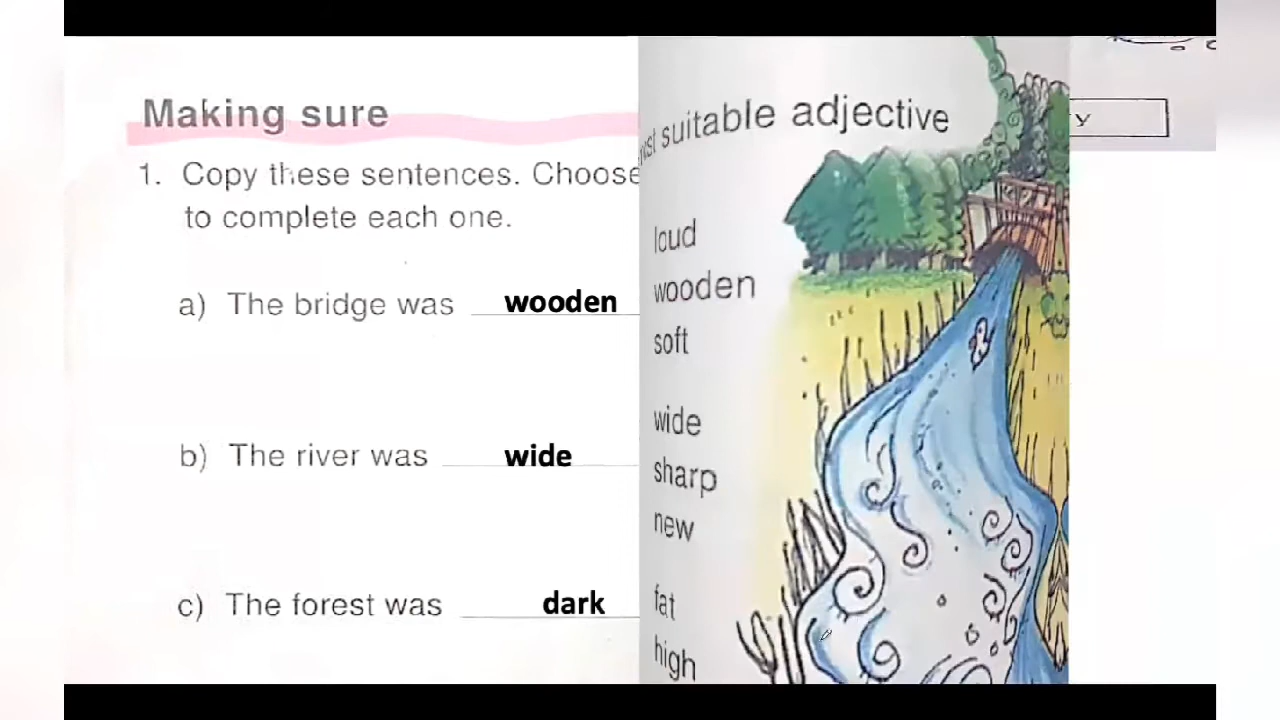 Making sure
suitable adjective
Y
1. Copy these sentences. Choose
to complete each one.
loud
a) The bridge was wooden
wooden
soft
wide
b) The river was wide
sharp
new
c) The forest was dark
fat
high